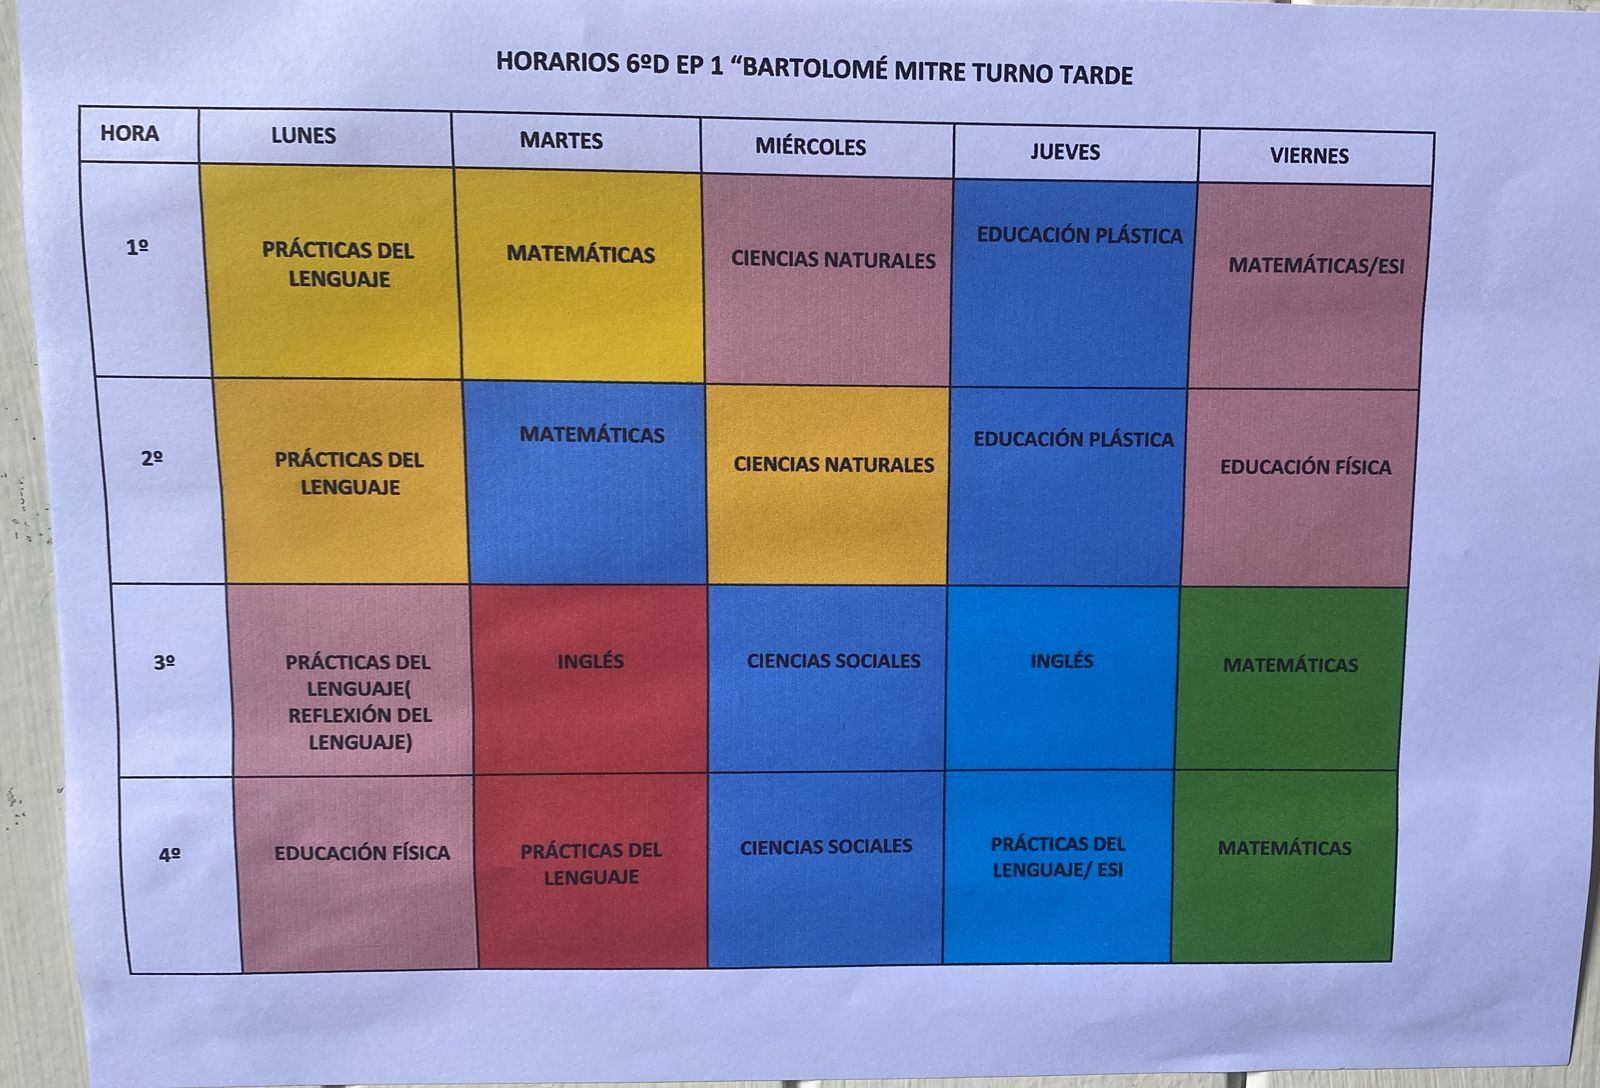 HORARIOS 6ºD EP 1 “BARTOLOMÉ MITRE TURNO TARDE
HORA LUNES MARTES MIÉRCOLES JUEVES VIERNES
1º
PRÁCTICAS DEL
LENGUAJE
MATEMÁTICAS
CIENCIAS NATURALES
EDUCACIÓN PLÁSTICA
MATEMÁTICAS/ESI
2º
PRÁCTICAS DEL
LENGUAJE
MATEMÁTICAS
CIENCIAS NATURALES
EDUCACIÓN PLÁSTICA
EDUCACIÓN FÍSICA
3º
PRÁCTICAS DEL
LENGUAJE(
REFLEXIÓN DEL
LENGUAJE)
INGLÉS
CIENCIAS SOCIALES
INGLÉS
MATEMÁTICAS
4º
EDUCACIÓN FÍSICA
PRÁCTICAS DEL
LENGUAJE
CIENCIAS SOCIALES
PRÁCTICAS DEL
LENGUAJE/ ESI
MATEMÁTICAS